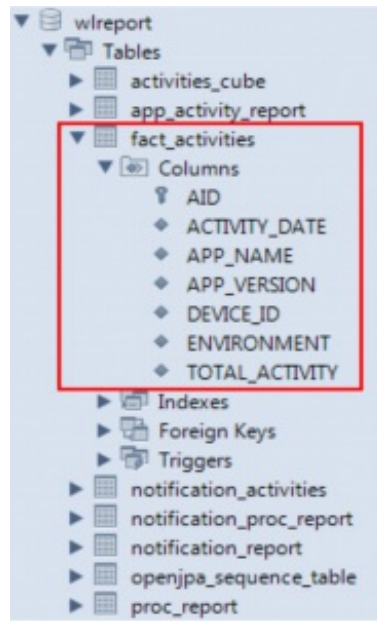 wlreport
Tables
activities_cube
app_activity_report
fact_activities
Columns
AID
ACTIVITY_DATE
APP_NAME
APP_VERSION
DEVICE_ID
ENVIRONMENT
TOTAL_ACTIVITY
Indexes
Foreign Keys
Triggers
notification_activities
notification_proc_report
notification_report
openjpa_sequence_table
proc_report